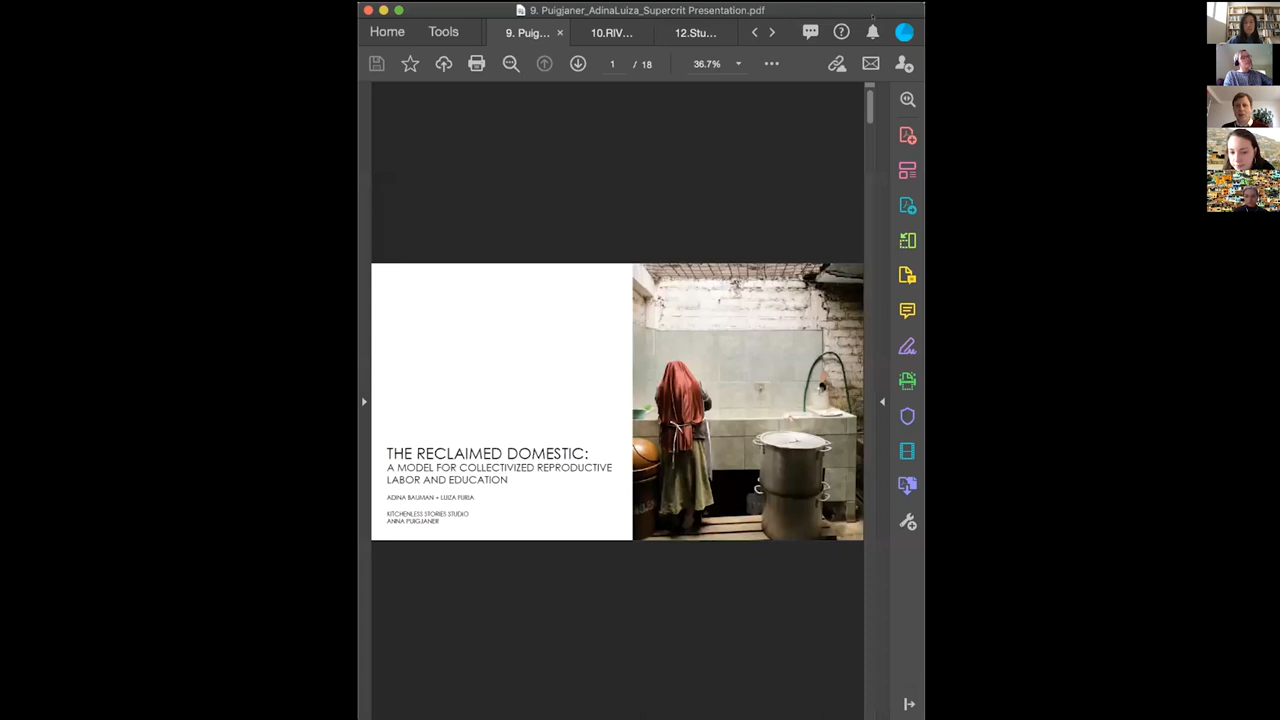 9. Puigjaner_AdinaLuiza_Supercrit Presentation.pdf
Home Tools 9. Puig... × 10.RIV... 12.Stu...
1 / 18 36.7%
THE RECLAIMED DOMESTIC:
A MODEL FOR COLLECTIVIZED REPRODUCTIVE
LABOR AND EDUCATION
ADINA BAUMAN + LUIZA FURIA
KITCHENLESS STORIES STUDIO
ANNA PUIGJANER